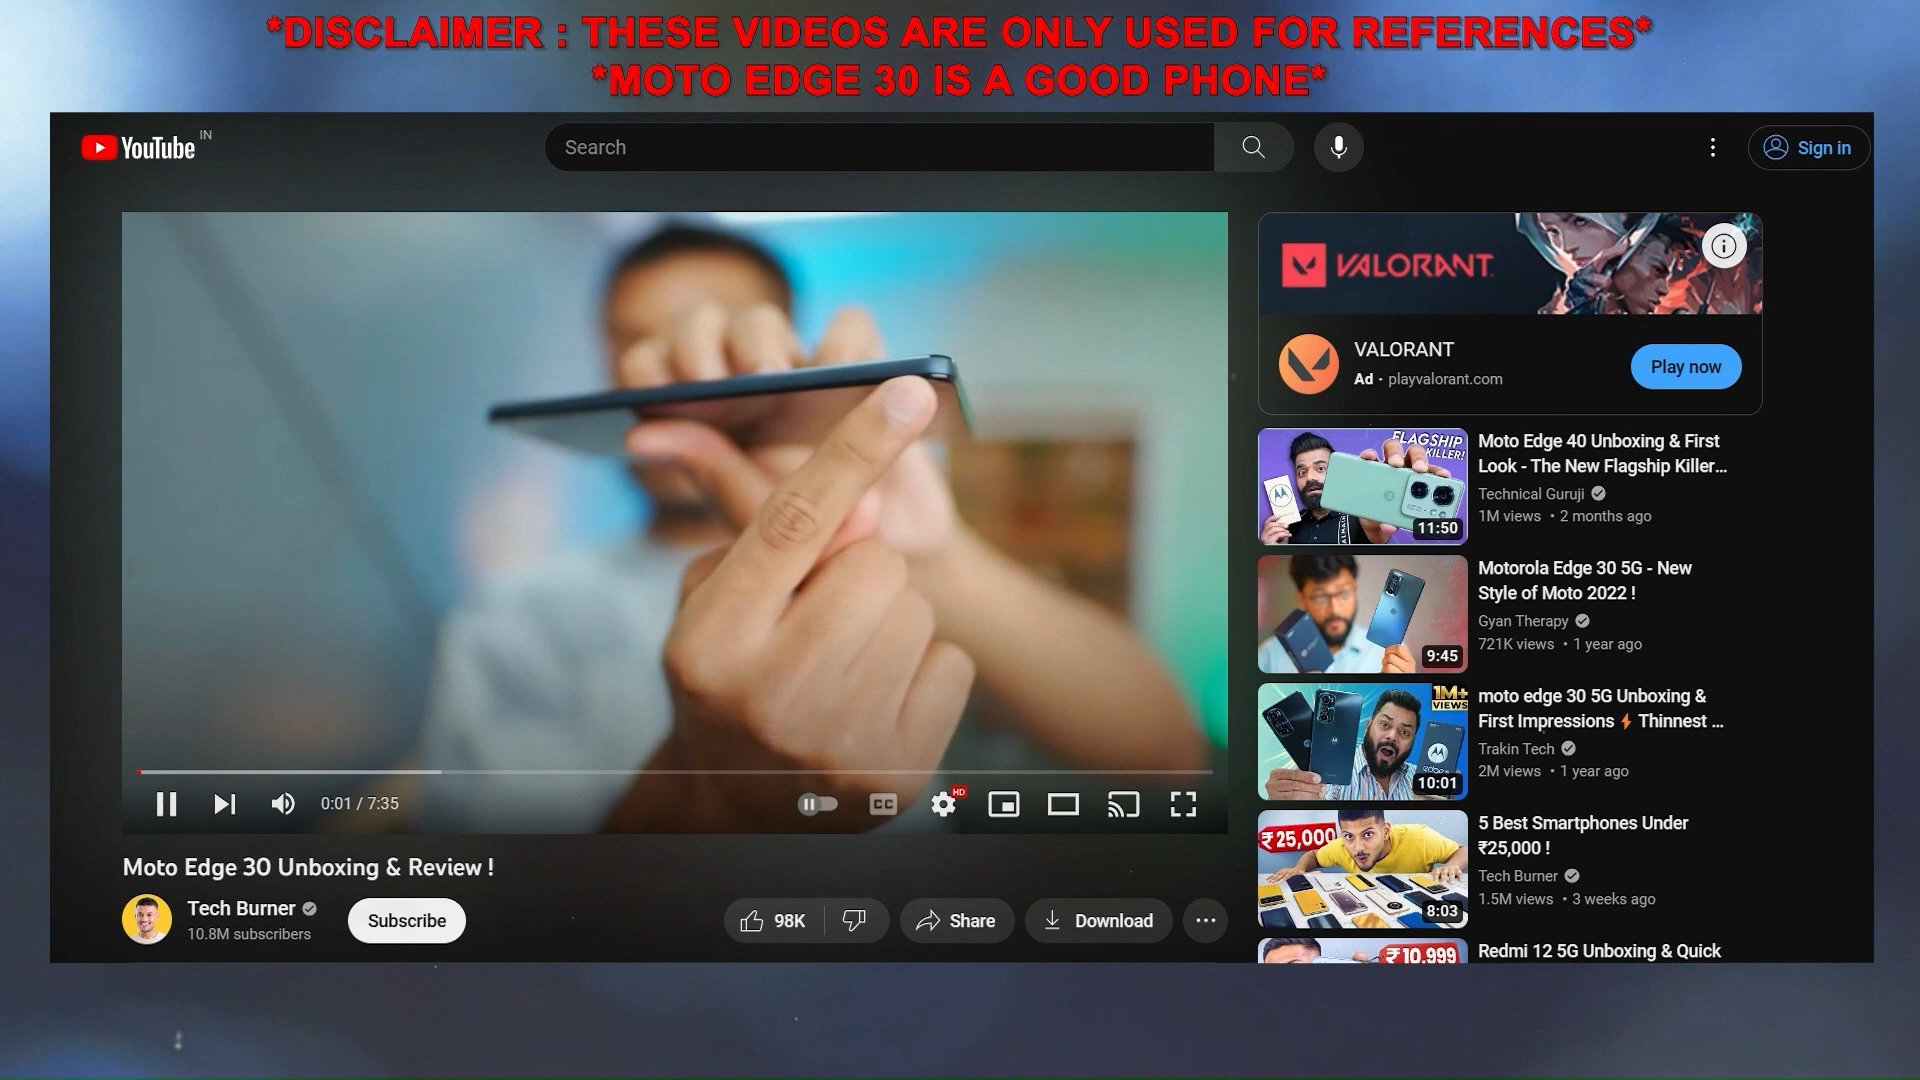 *DISCLAIMER : THESE VIDEOS ARE ONLY USED FOR REFERENCES*
*MOTO EDGE 30 IS A GOOD PHONE*
YouTube IN
Search
Sign in
VALORANT
VALORANT
Ad • playvalorant.com
Play now
FLAGSHIP
KILLER!
11:50
Moto Edge 40 Unboxing & First
Look - The New Flagship Killer...
Technical Guruji
1M views • 2 months ago
9:45
Motorola Edge 30 5G - New
Style of Moto 2022 !
Gyan Therapy
721K views • 1 year ago
1M+
VIEWS
10:01
moto edge 30 5G Unboxing &
First Impressions⚡Thinnest ...
Trakin Tech
2M views • 1 year ago
₹25,000
8:03
5 Best Smartphones Under
₹25,000 !
Tech Burner
1.5M views • 3 weeks ago
₹10,999
Redmi 12 5G Unboxing & Quick
0:01 / 7:35
CC
HD
Moto Edge 30 Unboxing & Review !
Tech Burner
10.8M subscribers
Subscribe
98K
Share
Download